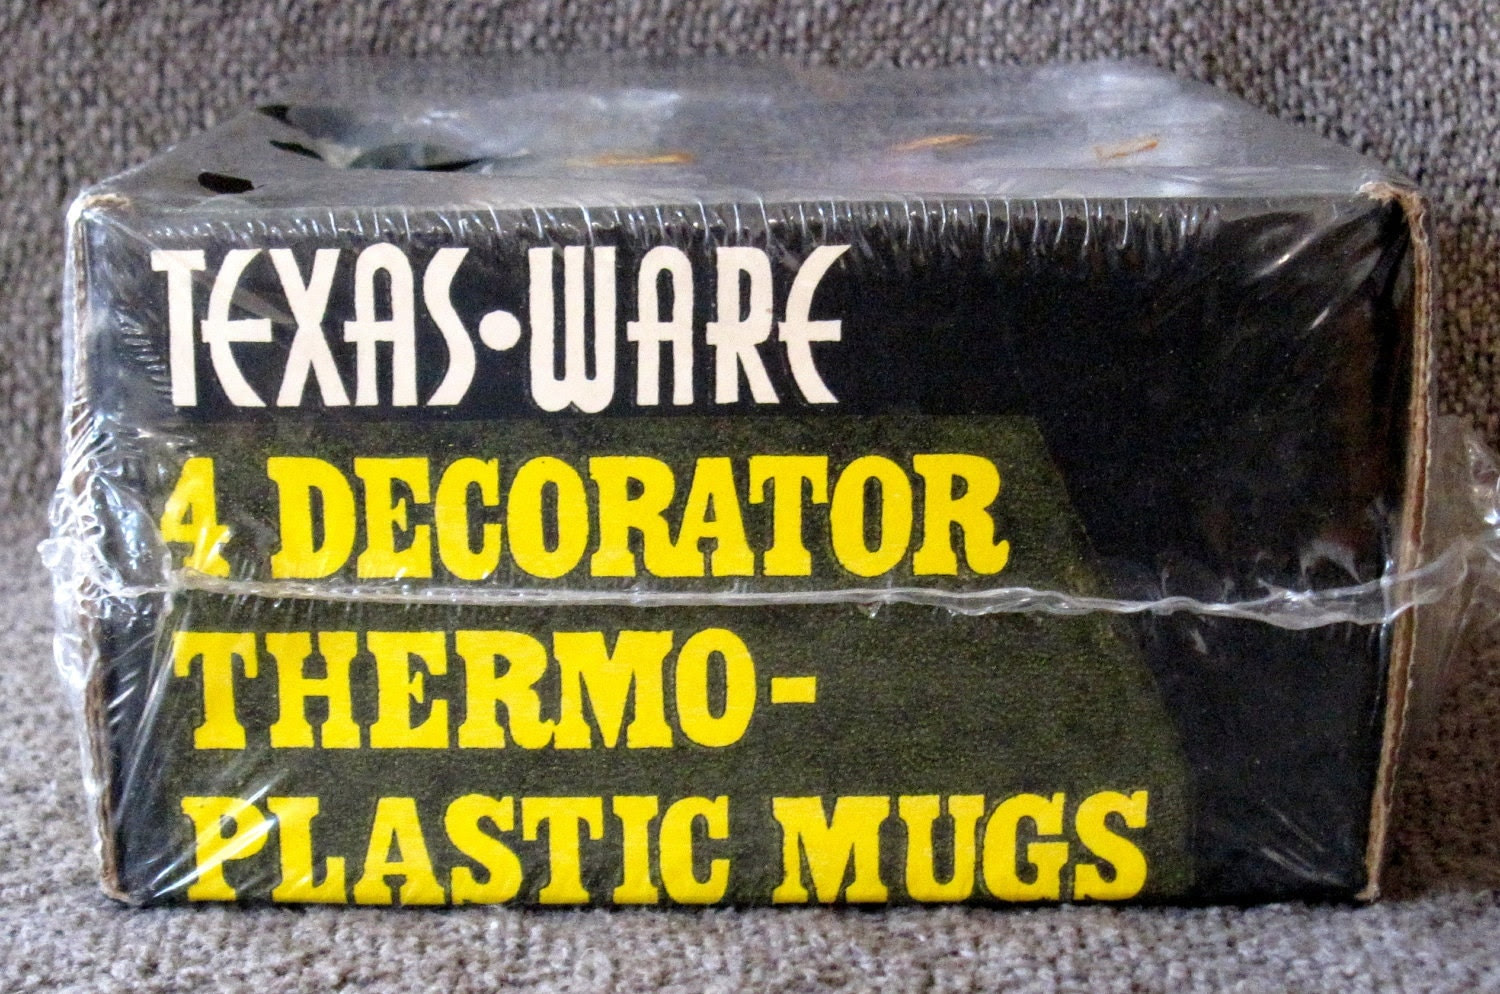 TEXAS•WARE
4 DECORATOR
THERMO-
PLASTIC MUGS